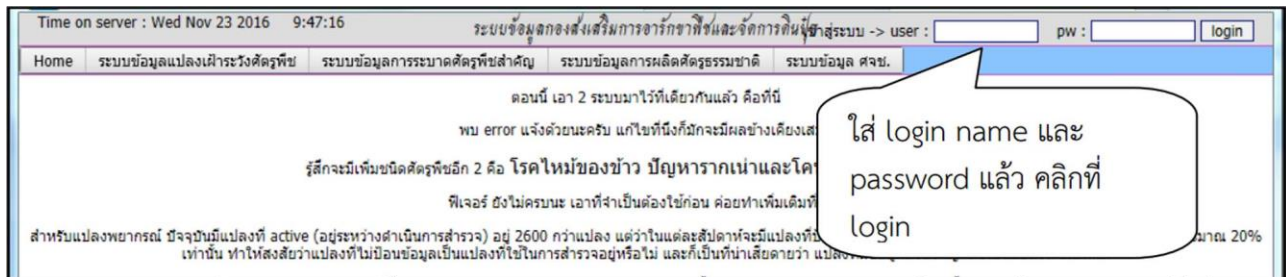 Time on server : Wed Nov 23 2016 9:47:16 ระบบข้อมูลกองส่งเสริมการอารักขาพืชและจัดการดินปุ๋ย เข้าสู่ระบบ -> user : pw : login
Home ระบบข้อมูลแปลงเฝ้าระวังศัตรูพืช ระบบข้อมูลการระบาดศัตรูพืชสำคัญ ระบบข้อมูลการผลิตศัตรูธรรมชาติ ระบบข้อมูล ศจช.
ตอนนี้ เอา 2 ระบบมาไว้ที่เดียวกันแล้ว คือที่นี่
พบ error แจ้งด้วยนะครับ แก้ไขที่นึงก็มักจะมีผลข้างเคียงเส
รู้สึกจะมีเพิ่มชนิดศัตรูพืชอีก 2 คือ โรคไหม้ของข้าว ปัญหารากเน่าและโค
ฟีเจอร์ ยังไม่ครบนะ เอาที่จำเป็นต้องใช้ก่อน ค่อยทำเพิ่มเติมที
สำหรับแปลงพยากรณ์ ปัจจุบันมีแปลงที่ active (อยู่ระหว่างดำเนินการสำรวจ) อยู่ 2600 กว่าแปลง แต่ว่าในแต่ละสัปดาห์จะมีแปลงที่ มาณ 20%
เท่านั้น ทำให้สงสัยว่าแปลงที่ไม่ป้อนข้อมูลเป็นแปลงที่ใช้ในการสำรวจอยู่หรือไม่ และก็เป็นที่น่าเสียดายว่า
ใส่ login name และ
password แล้ว คลิกที่
login